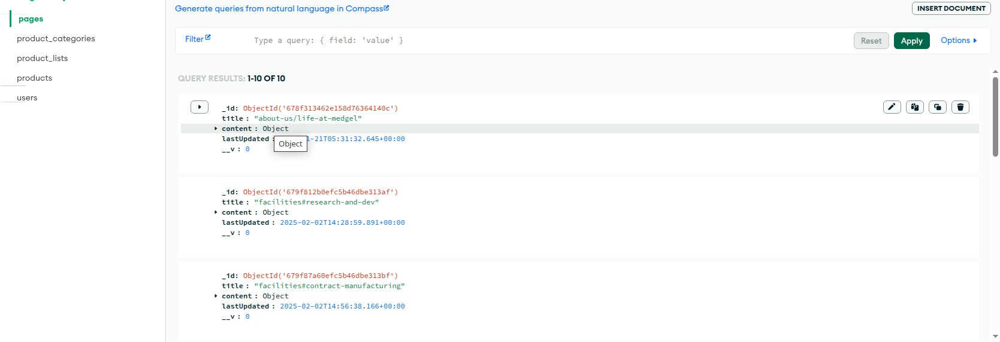 pages
product_categories
product_lists
products
users
Generate queries from natural language in Compass
INSERT DOCUMENT
Filter
Type a query: { field: 'value' }
Reset
Apply
Options
QUERY RESULTS: 1-10 OF 10
_id: ObjectId('678f313462e158d76364140c')
title : "about-us/life-at-medgel"
content : Object
lastUpdated : 1-21T05:31:32.645+00:00
Object
__v : 0
_id: ObjectId('679f812b0efc5b46dbe313af')
title : "facilities#research-and-dev"
content : Object
lastUpdated : 2025-02-02T14:28:59.891+00:00
__v : 0
_id: ObjectId('679f87a60efc5b46dbe313bf')
title : "facilities#contract-manufacturing"
content : Object
lastUpdated : 2025-02-02T14:56:38.166+00:00
__v : 0